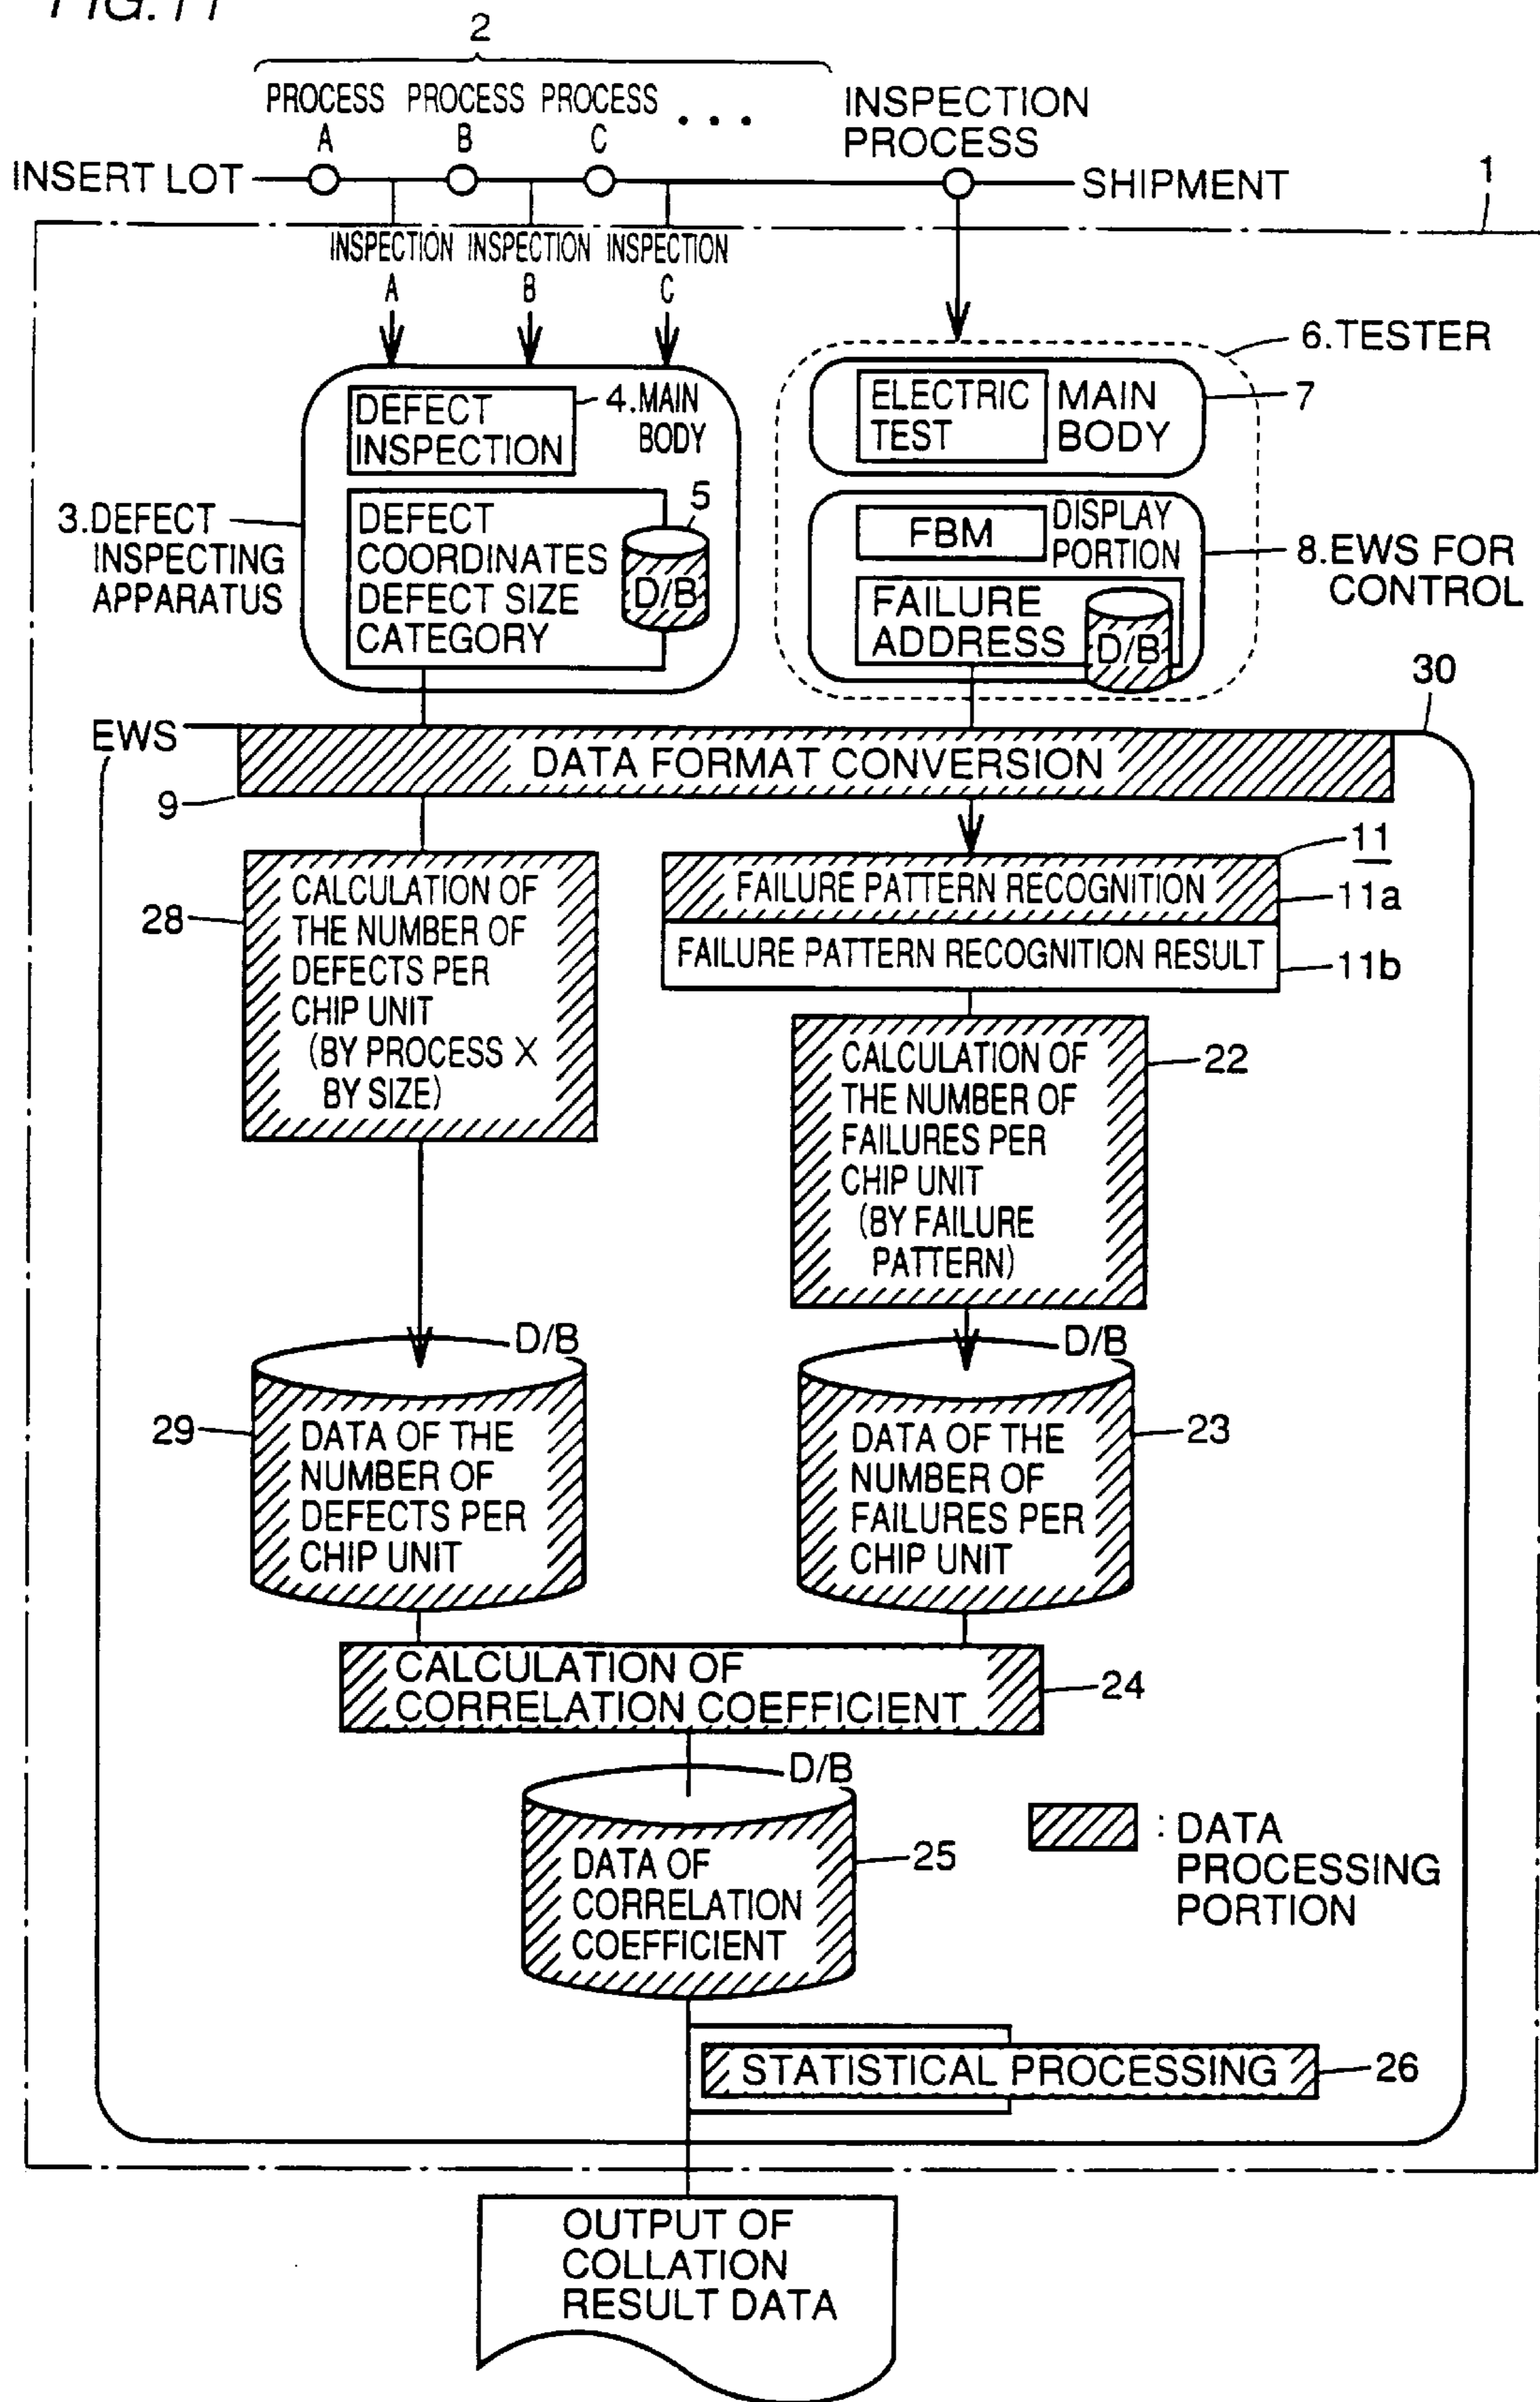 FIG. 11
2
PROCESS PROCESS PROCESS
A B C ...
INSPECTION
PROCESS
INSERT LOT
SHIPMENT
1
INSPECTION INSPECTION INSPECTION
A B C
6.TESTER
DEFECT
INSPECTION
4.MAIN
BODY
ELECTRIC
TEST
MAIN
BODY
7
3.DEFECT
INSPECTING
APPARATUS
DEFECT
COORDINATES
DEFECT SIZE
CATEGORY
5
D/B
FBM
DISPLAY
PORTION
8.EWS FOR
CONTROL
FAILURE
ADDRESS
D/B
30
EWS
DATA FORMAT CONVERSION
9
11
28
CALCULATION OF
THE NUMBER OF
DEFECTS PER
CHIP UNIT
(BY PROCESS X
BY SIZE)
FAILURE PATTERN RECOGNITION
11a
FAILURE PATTERN RECOGNITION RESULT
11b
CALCULATION OF
THE NUMBER OF
FAILURES PER
CHIP UNIT
(BY FAILURE
PATTERN)
22
D/B
D/B
29
DATA OF THE
NUMBER OF
DEFECTS PER
CHIP UNIT
DATA OF THE
NUMBER OF
FAILURES PER
CHIP UNIT
23
CALCULATION OF
CORRELATION COEFFICIENT
24
D/B
DATA OF
CORRELATION
COEFFICIENT
25
: DATA
PROCESSING
PORTION
STATISTICAL PROCESSING
26
OUTPUT OF
COLLATION
RESULT DATA